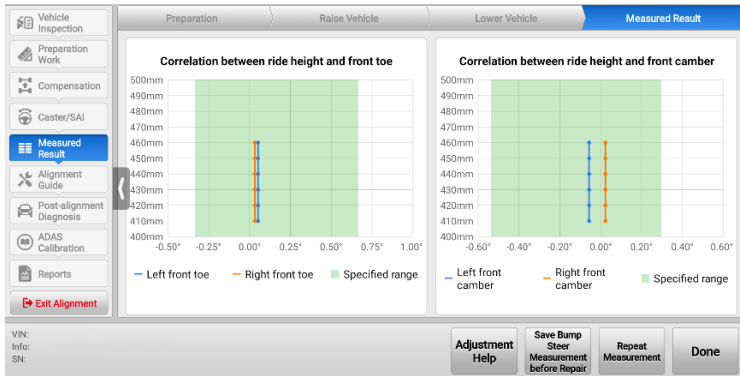 Vehicle
Inspection
Preparation
Work
Compensation
Caster/SAI
Measured
Result
Alignment
Guide
Post-alignment
Diagnosis
ADAS
Calibration
Reports
Exit Alignment
Preparation
Raise Vehicle
Lower Vehicle
Measured Result
Correlation between ride height and front toe
500mm
490mm
480mm
470mm
460mm
450mm
440mm
430mm
420mm
410mm
400mm
-0.50° -0.25° 0.00° 0.25° 0.50° 0.75° 1.00°
Left front toe
Right front toe
Specified range
Correlation between ride height and front camber
500mm
490mm
480mm
470mm
460mm
450mm
440mm
430mm
420mm
410mm
400mm
-0.60° -0.40° -0.20° 0.00° 0.20° 0.40° 0.60°
Left front
camber
Right front
camber
Specified range
VIN:
Info:
SN:
Adjustment
Help
Save Bump
Steer
Measurement
before Repair
Repeat
Measurement
Done